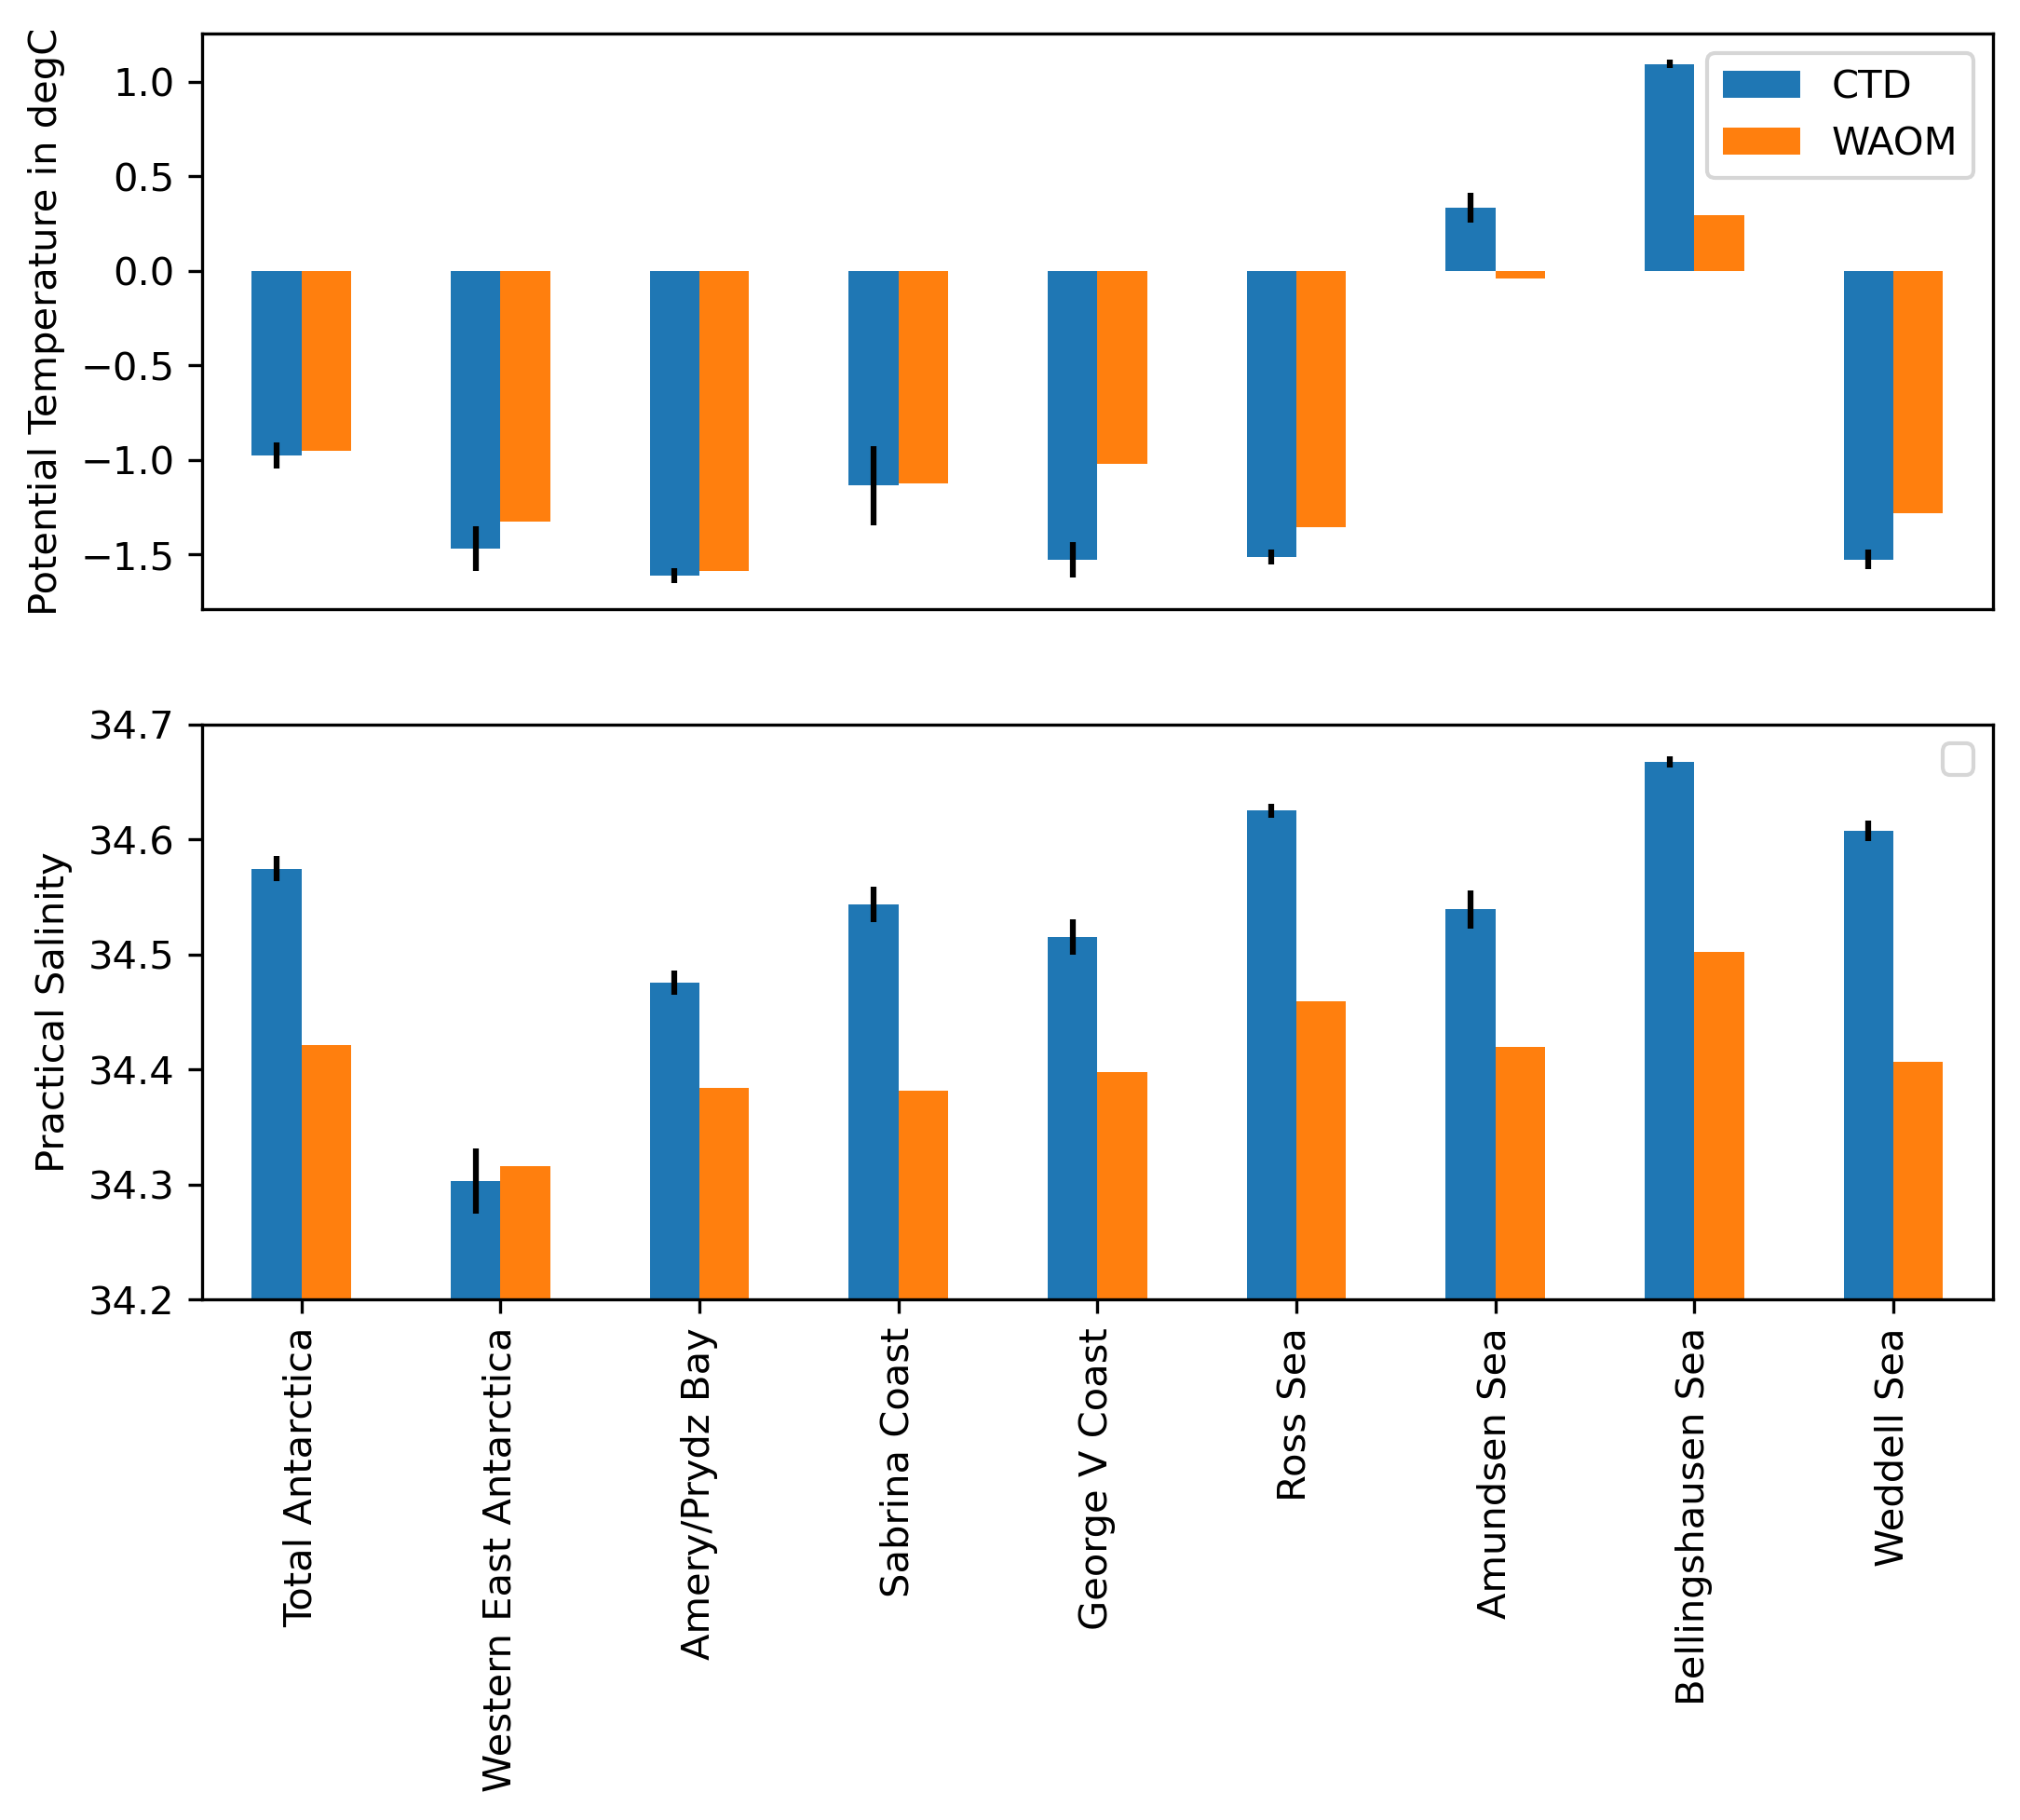 Potential Temperature in degC
1.0
0.5
0.0
−0.5
−1.0
−1.5
CTD
WAOM
Practical Salinity
34.7
34.6
34.5
34.4
34.3
34.2
Total Antarctica
Western East Antarctica
Amery/Prydz Bay
Sabrina Coast
George V Coast
Ross Sea
Amundsen Sea
Bellingshausen Sea
Weddell Sea